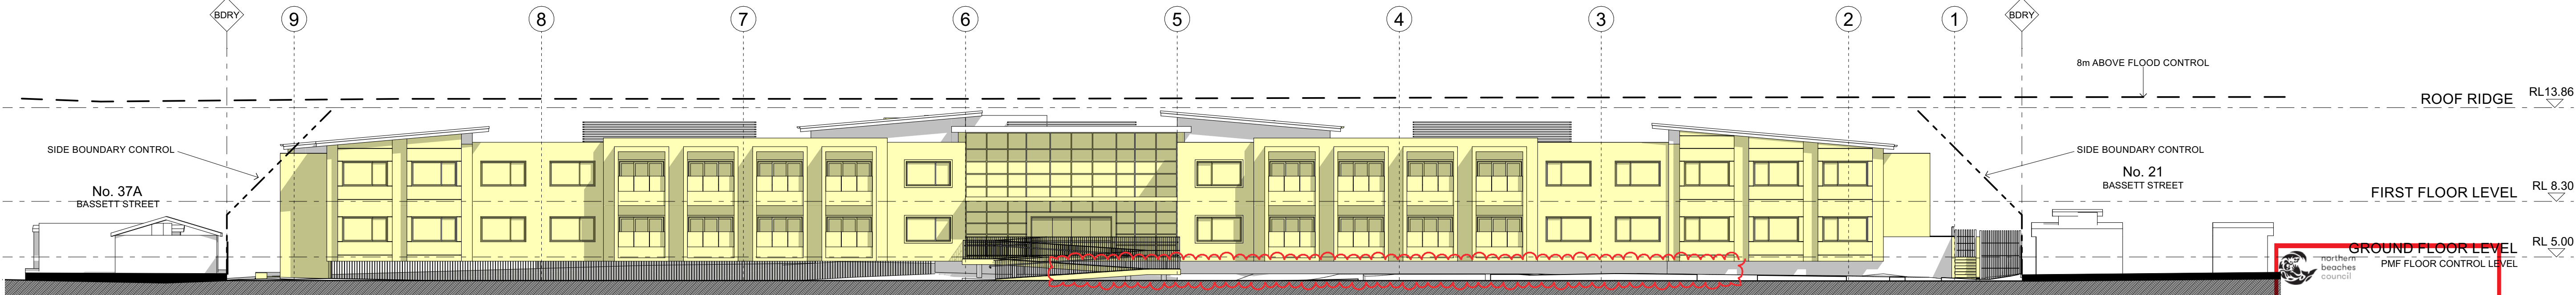 BDRY
9
8
7
6
5
4
3
2
1
BDRY
8m ABOVE FLOOD CONTROL
ROOF RIDGE
RL13.86
SIDE BOUNDARY CONTROL
SIDE BOUNDARY CONTROL
No. 37A
BASSETT STREET
No. 21
BASSETT STREET
FIRST FLOOR LEVEL
RL 8.30
GROUND FLOOR LEVEL
RL 5.00
PMF FLOOR CONTROL LEVEL
northern
beaches
council